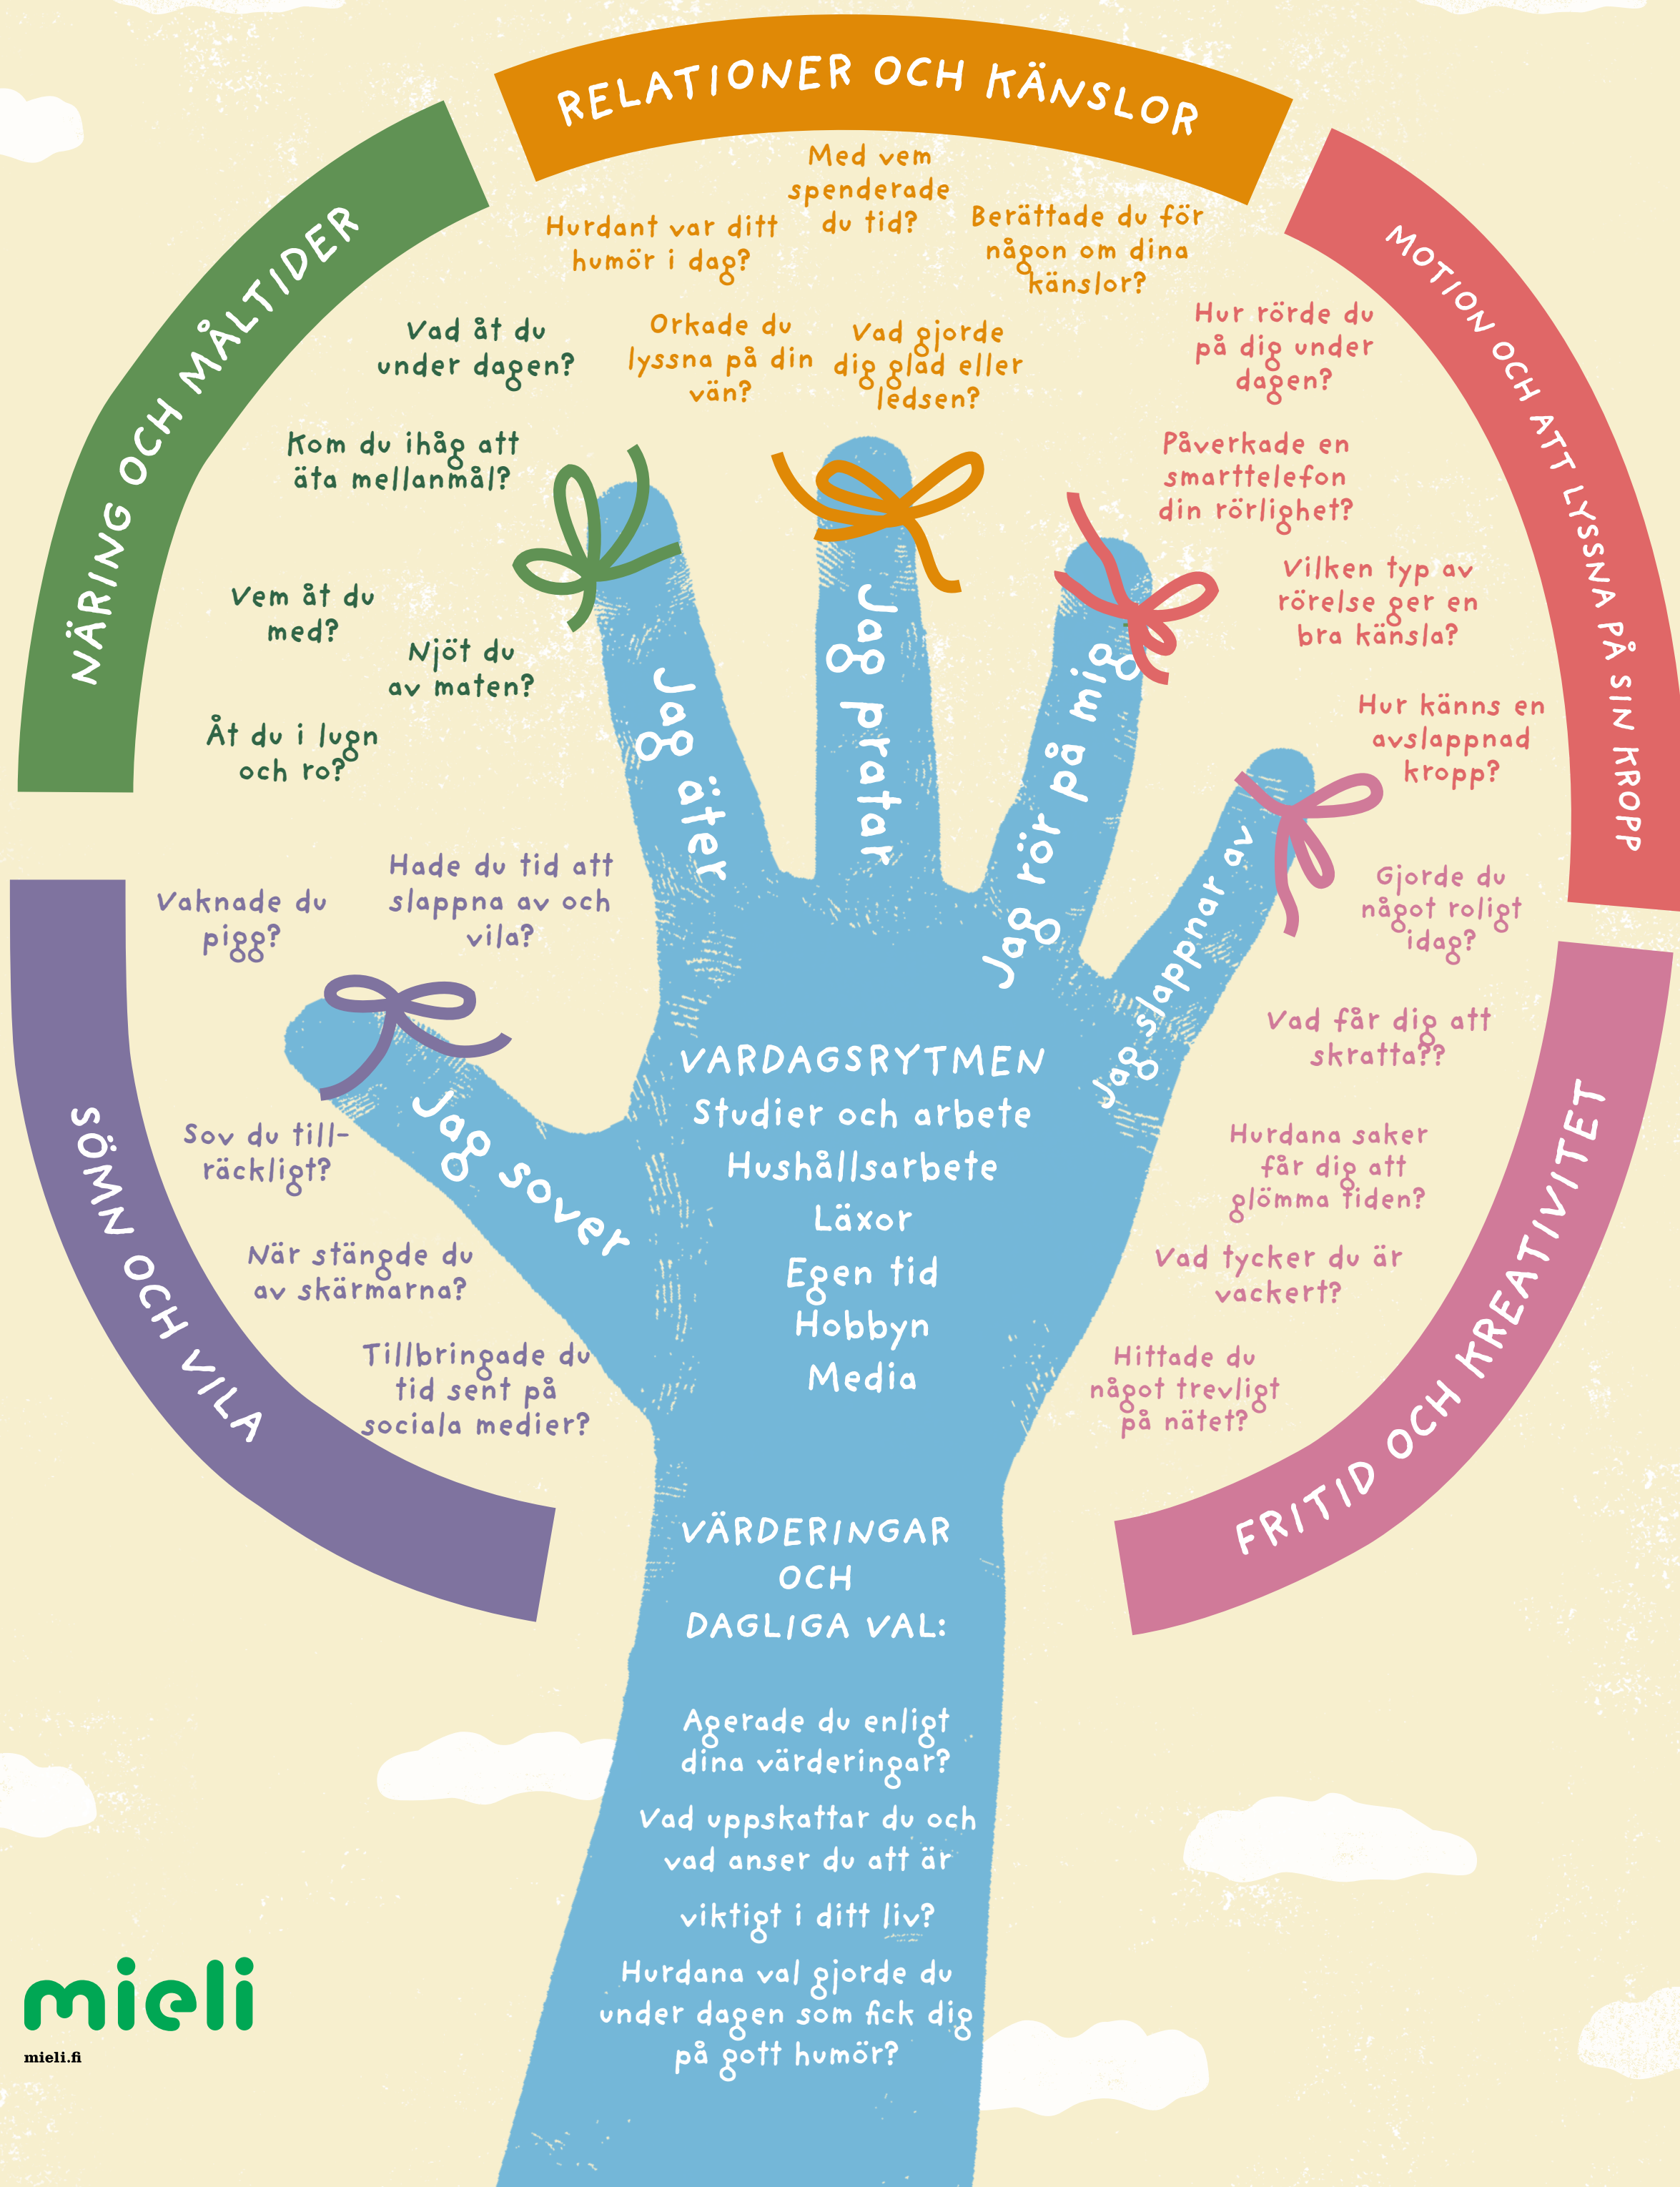 RELATIONER OCH KÄNSLOR
Med vem
spenderade
du tid?
Hurdant var ditt
humör i dag?
Berättade du för
någon om dina
känslor?
Orkade du
lyssna på din
vän?
Vad gjorde
dig glad eller
ledsen?
NÄRING OCH MÅLTIDER
Vad åt du
under dagen?
Kom du ihåg att
äta mellanmål?
Vem åt du
med?
Njöt du
av maten?
Åt du i lugn
och ro?
MOTION OCH ATT LYSSNA PÅ SIN KROPP
Hur rörde du
på dig under
dagen?
Påverkade en
smarttelefon
din rörlighet?
Vilken typ av
rörelse ger en
bra känsla?
Hur känns en
avslappnad
kropp?
SÖMN OCH VILA
Vaknade du
pigg?
Hade du tid att
slappna av och
vila?
Sov du till-
räckligt?
När stängde du
av skärmarna?
Tillbringade du
tid sent på
sociala medier?
FRITID OCH KREATIVITET
Gjorde du
något roligt
idag?
Vad får dig att
skratta??
Hurdana saker
får dig att
glömma tiden?
Vad tycker du är
vackert?
Hittade du
något trevligt
på nätet?
Jag sover
Jag äter
Jag pratar
Jag rör på mig
Jag slappnar av
VARDAGSRYTMEN
Studier och arbete
Hushållsarbete
Läxor
Egen tid
Hobbyn
Media
VÄRDERINGAR
OCH
DAGLIGA VAL:
Agerade du enligt
dina värderingar?
Vad uppskattar du och
vad anser du att är
viktigt i ditt liv?
Hurdana val gjorde du
under dagen som fick dig
på gott humör?
mieli
mieli.fi